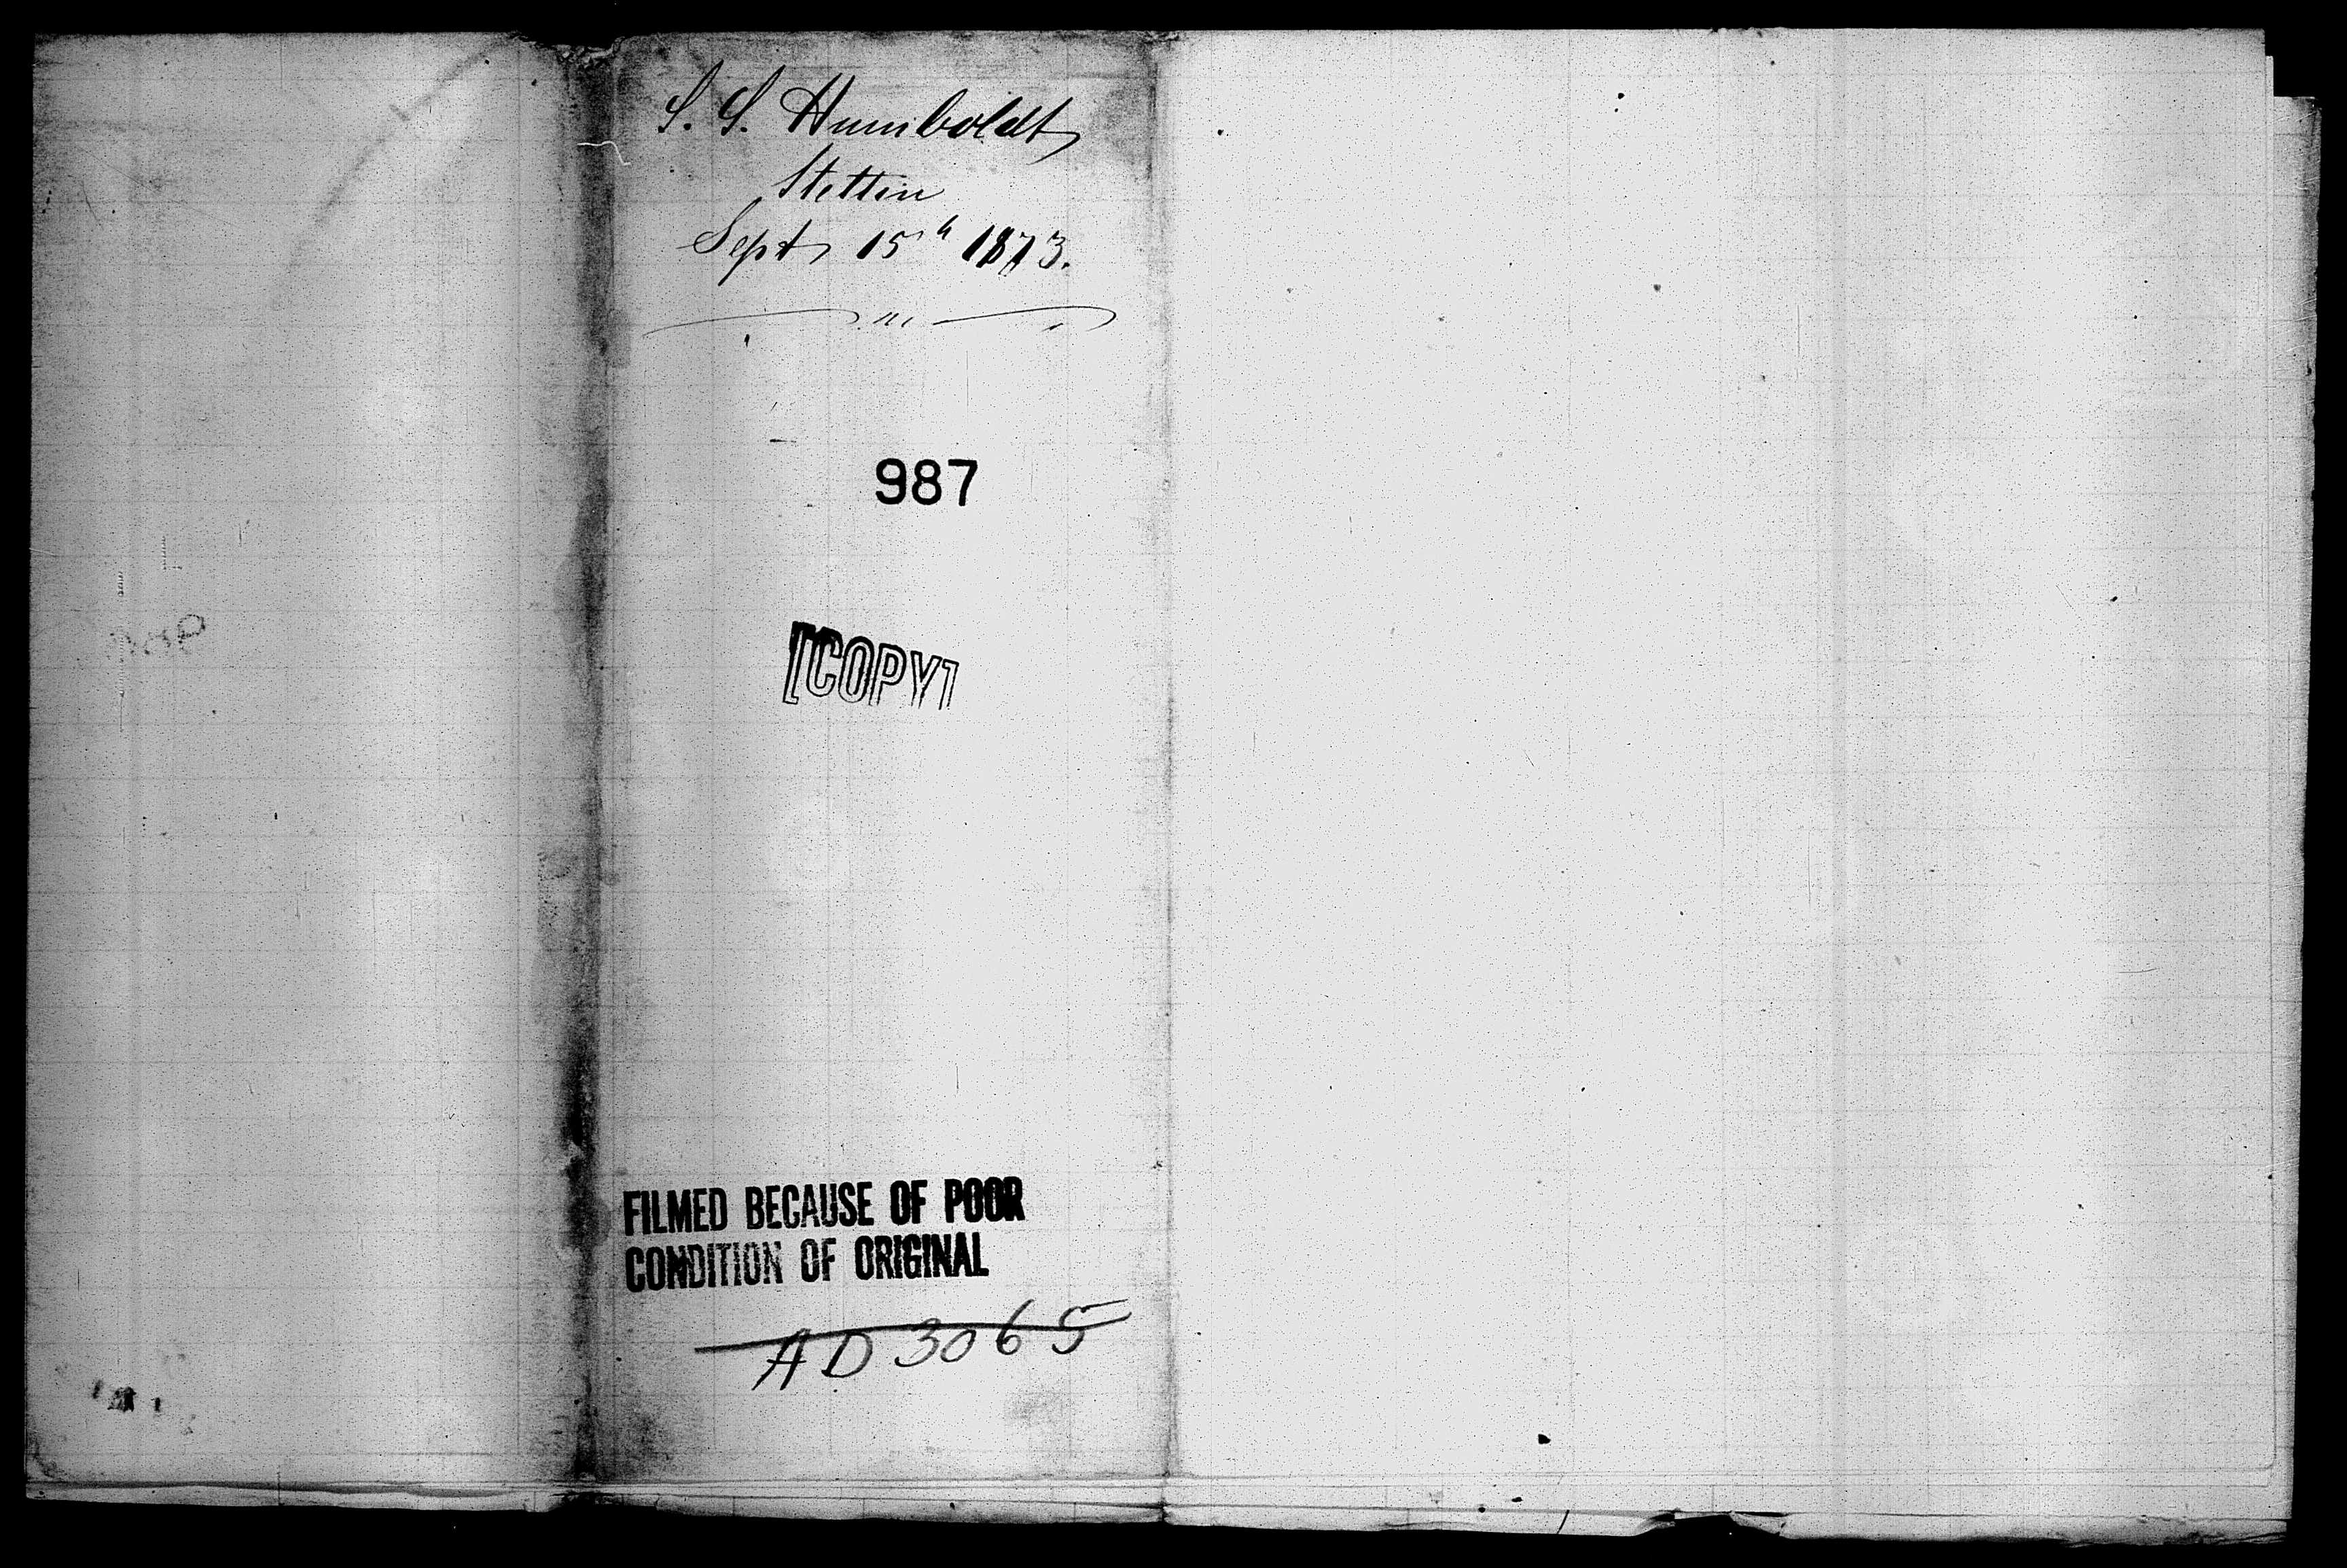 S. S. Humboldt
Stettin
Sept 15th 1873.
987
[COPY]
FILMED BECAUSE OF POOR
CONDITION OF ORIGINAL
AD 3065